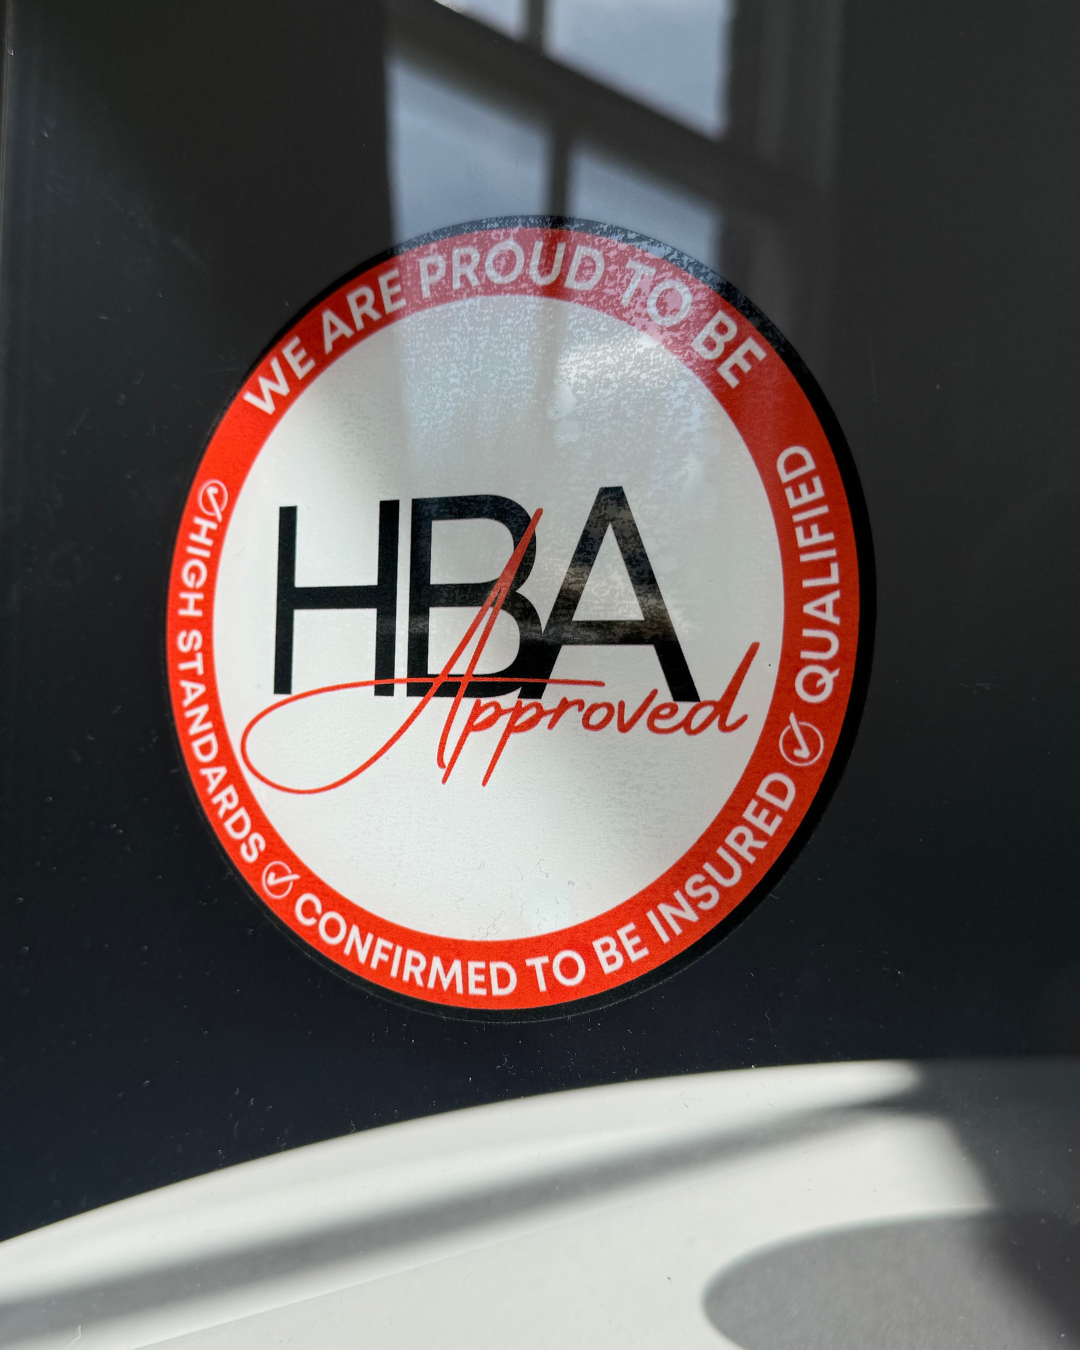 WE ARE PROUD TO BE
HBA
Approved
QUALIFIED
CONFIRMED TO BE INSURED
HIGH STANDARDS